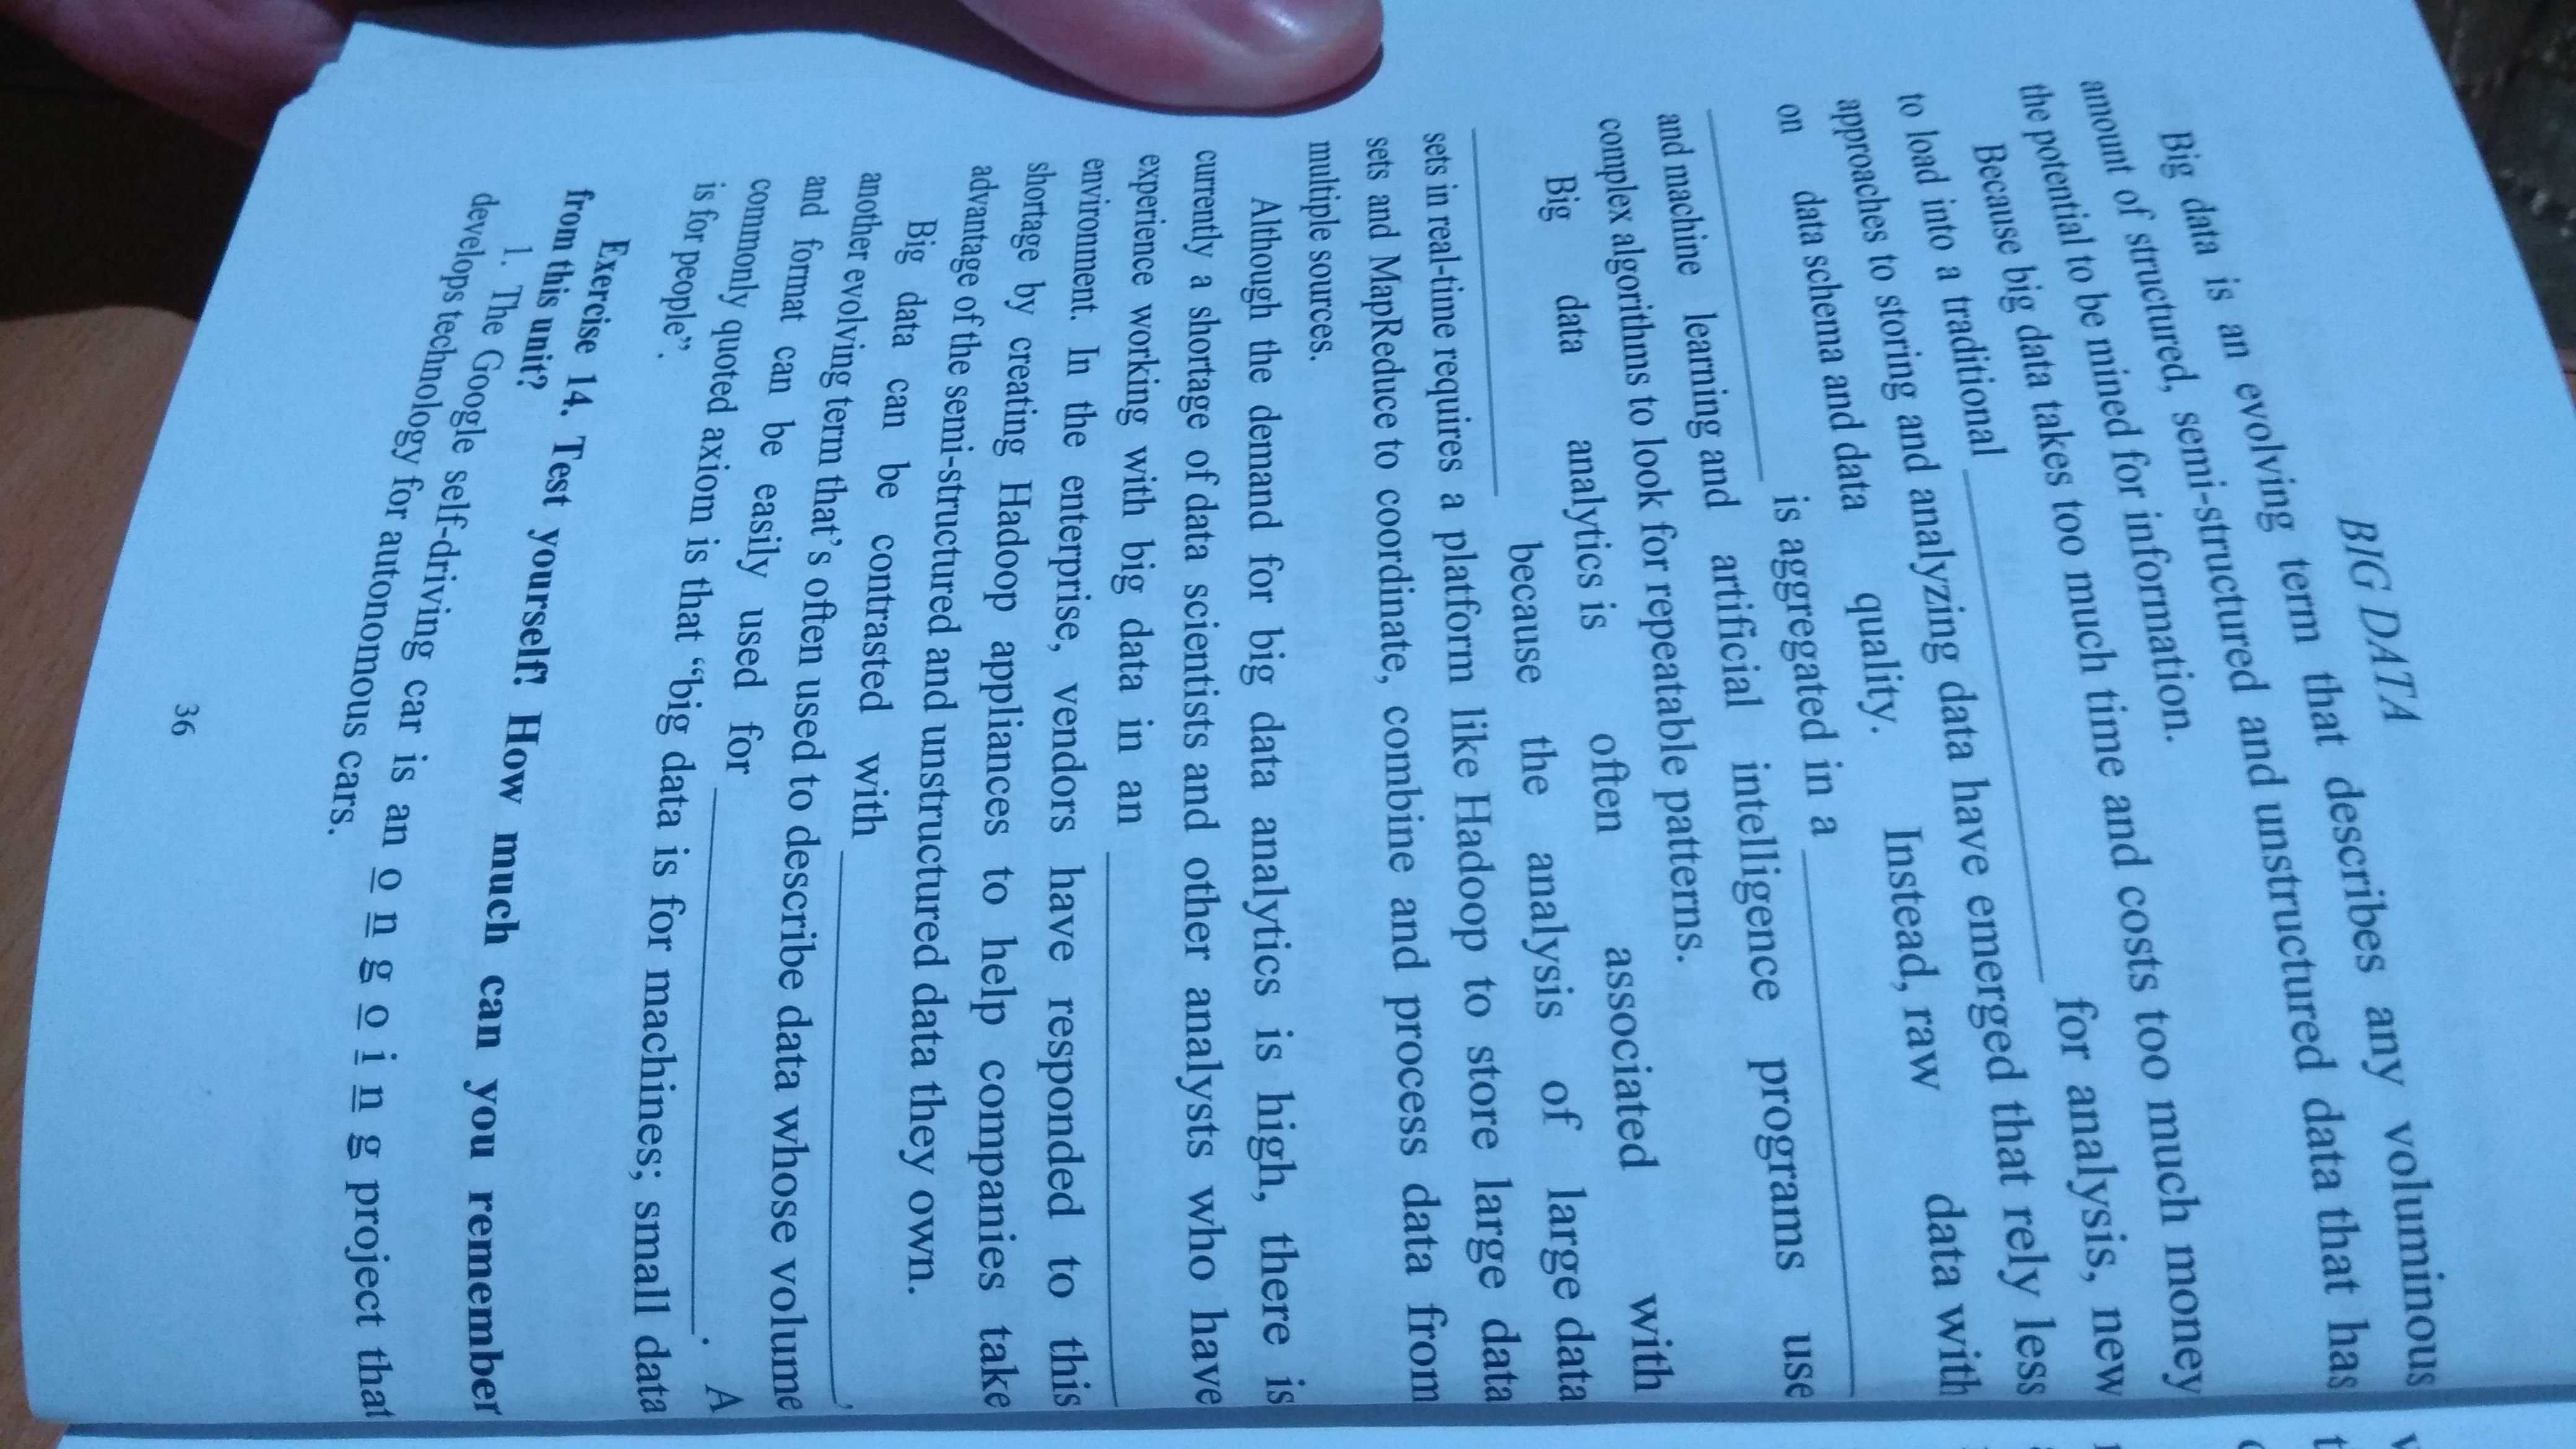 BIG DATA
Big data is an evolving term that describes any voluminous
amount of structured, semi-structured and unstructured data that has
the potential to be mined for information.
Because big data takes too much time and costs too much money
to load into a traditional ____________ for analysis, new
approaches to storing and analyzing data have emerged that rely less
on data schema and data quality. Instead, raw data with
____________ is aggregated in a ____________
and machine learning and artificial intelligence programs use
complex algorithms to look for repeatable patterns.
Big data analytics is often associated with
____________ because the analysis of large data
sets in real-time requires a platform like Hadoop to store large data
sets and MapReduce to coordinate, combine and process data from
multiple sources.
Although the demand for big data analytics is high, there is
currently a shortage of data scientists and other analysts who have
experience working with big data in an ____________
environment. In the enterprise, vendors have responded to this
shortage by creating Hadoop appliances to help companies take
advantage of the semi-structured and unstructured data they own.
Big data can be contrasted with ____________,
another evolving term that's often used to describe data whose volume
and format can be easily used for ____________. A
commonly quoted axiom is that “big data is for machines; small data
is for people”.
Exercise 14. Test yourself! How much can you remember
from this unit?
1. The Google self-driving car is an o n g o i n g project that
develops technology for autonomous cars.
36